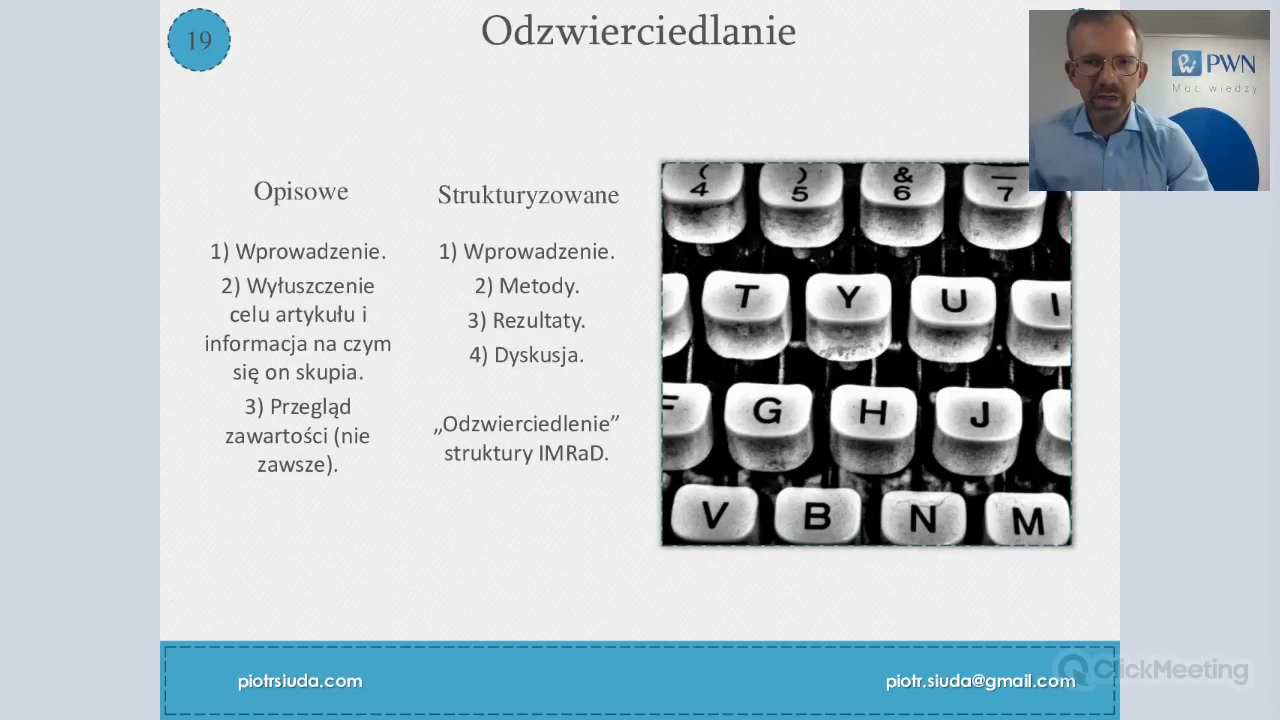 19
Odzwierciedlanie
PWN
Moc wiedzy
Opisowe
1) Wprowadzenie.
2) Wyłuszczenie
celu artykułu i
informacja na czym
się on skupia.
3) Przegląd
zawartości (nie
zawsze).
Strukturyzowane
1) Wprowadzenie.
2) Metody.
3) Rezultaty.
4) Dyskusja.
„Odzwierciedlenie”
struktury IMRaD.
( ) & _
4 5 6 7
T Y U I
F G H J
V B N M
piotrsiuda.com
piotr.siuda@gmail.com
ClickMeeting